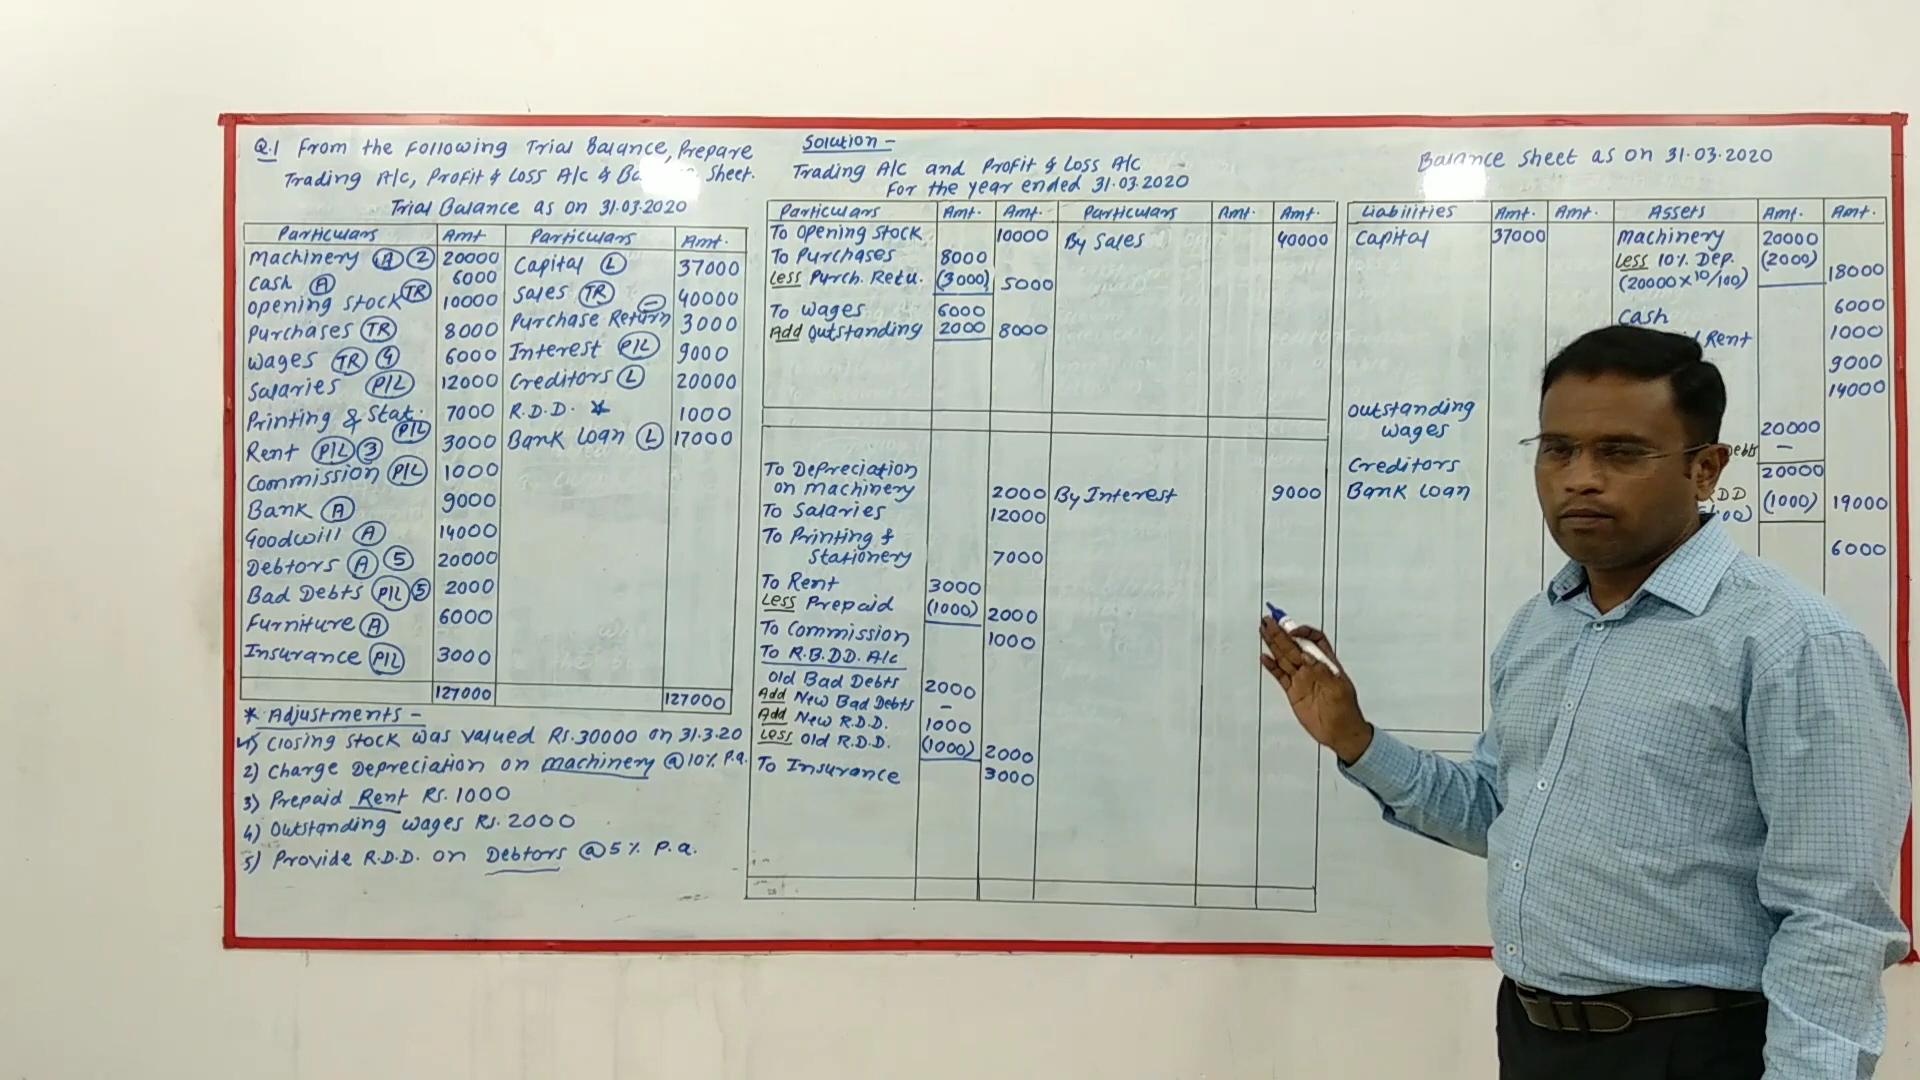 Q.1 From the Following Trial Balance, Prepare
Trading A/c, Profit & Loss A/c & Sheet.
Trial Balance as on 31.03.2020
Particulars Amt Particulars Amt.
Machinery (A) (2) 20000 Capital (L) 37000
Cash (A) 6000 Sales (TR) 40000
Opening Stock (TR) 10000 Purchase Return (-) 3000
Purchases (TR) 8000 Interest (P/L) 9000
Wages (TR) (4) 6000 Creditors (L) 20000
Salaries (P/L) 12000 R.D.D. * 1000
Printing & Stat. (P/L) 7000 Bank Loan (L) 17000
Rent (P/L) (3) 3000
Commission (P/L) 1000
Bank (A) 9000
Goodwill (A) 14000
Debtors (A) (5) 20000
Bad Debts (P/L) (5) 2000
Furniture (A) 6000
Insurance (P/L) 3000
127000 127000
* Adjustments -
1) Closing Stock was valued Rs.30000 on 31.3.20
2) Charge Depreciation on machinery @10% P.a.
3) Prepaid Rent Rs.1000
4) Outstanding wages Rs.2000
5) Provide R.D.D. on Debtors @5% P.a.
Solution -
Trading A/c and Profit & Loss A/c
For the year ended 31.03.2020
Particulars Amt. Amt. Particulars Amt. Amt.
To Opening Stock 10000 By Sales 40000
To Purchases 8000
Less Purch. Retu. (3000) 5000
To Wages 6000
Add Outstanding 2000 8000
To Depreciation
on machinery 2000 By Interest 9000
To Salaries 12000
To Printing &
Stationery 7000
To Rent 3000
Less Prepaid (1000) 2000
To Commission 1000
To R.B.D.D. A/c
Old Bad Debts 2000
Add New Bad Debts -
Add New R.D.D. 1000
Less Old R.D.D. (1000) 2000
To Insurance 3000
Balance Sheet as on 31.03.2020
Liabilities Amt. Amt. Assets Amt. Amt.
Capital 37000 Machinery 20000
Less 10% Dep. (2000)
(20000x10/100) 18000
Cash 6000
Rent 1000
9000
14000
Outstanding
wages 20000
Debts -
Creditors 20000
Bank Loan RDD (1000) 19000
6000